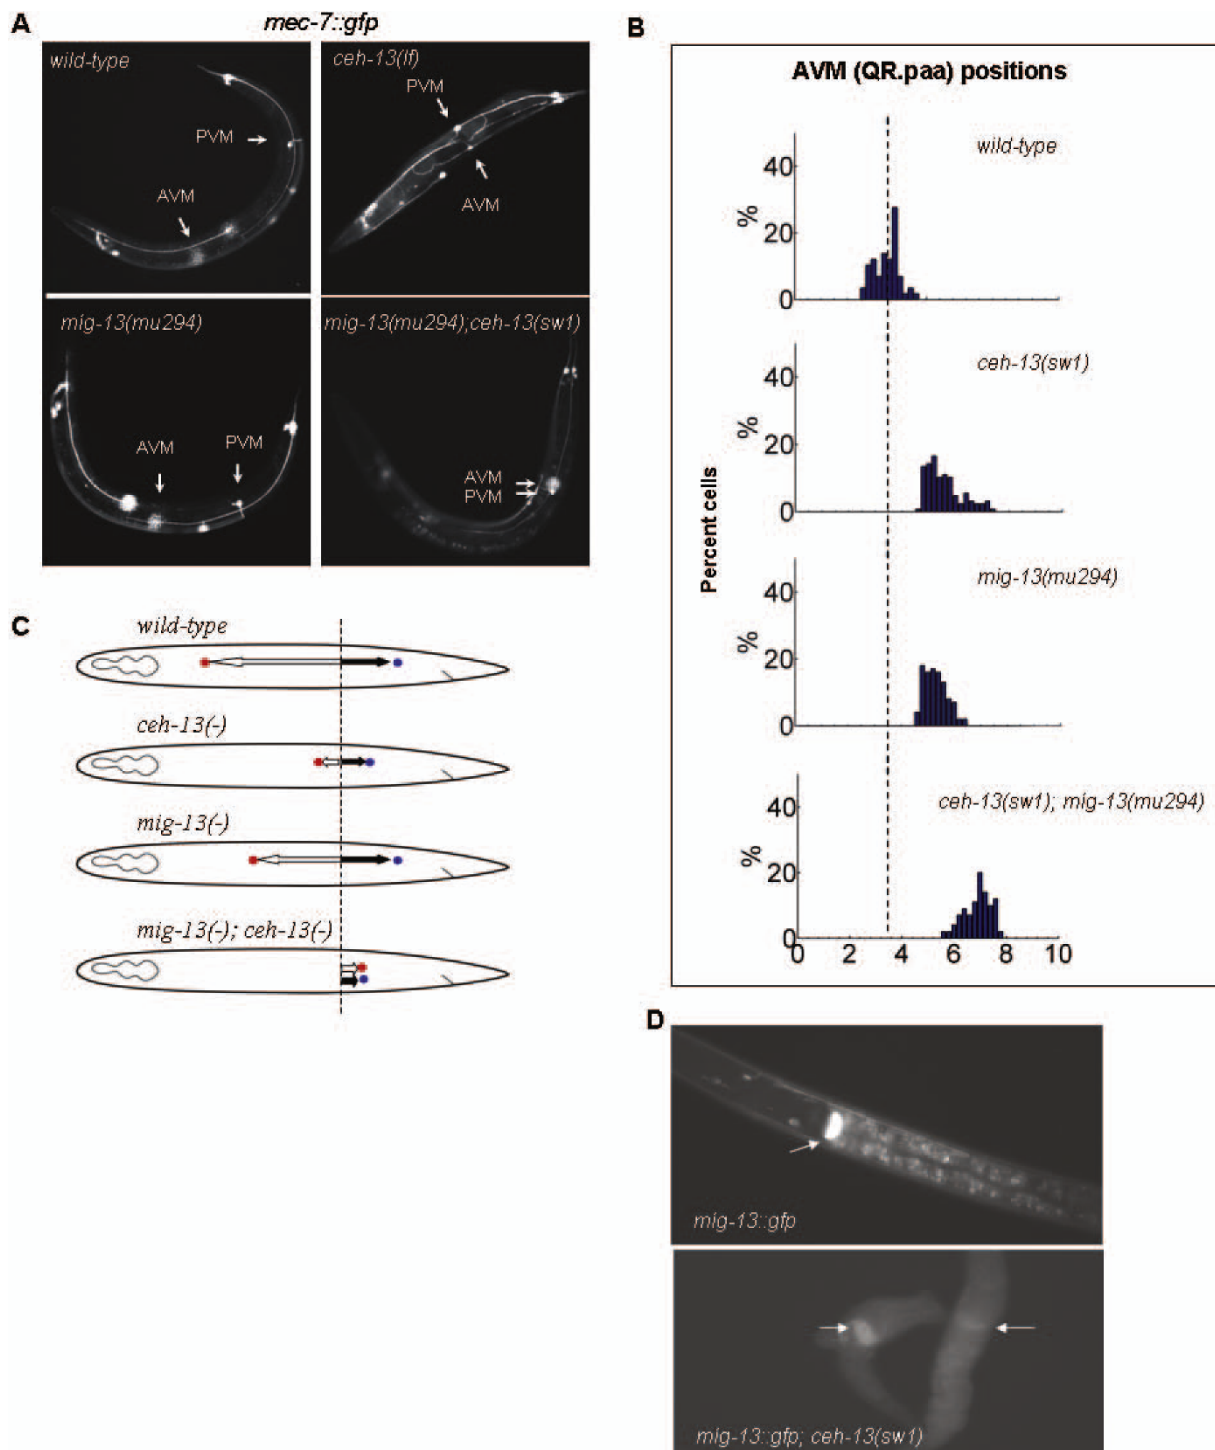 A
mec-7::gfp
wild-type
PVM
AVM
ceh-13(lf)
PVM
AVM
mig-13(mu294)
AVM
PVM
mig-13(mu294);ceh-13(sw1)
AVM
PVM
B
AVM (QR.paa) positions
wild-type
40
20
0
%
ceh-13(sw1)
40
20
0
%
Percent cells
mig-13(mu294)
40
20
0
%
ceh-13(sw1); mig-13(mu294)
40
20
0
%
0 2 4 6 8 10
C
wild-type
ceh-13(-)
mig-13(-)
mig-13(-); ceh-13(-)
D
mig-13::gfp
mig-13::gfp; ceh-13(sw1)